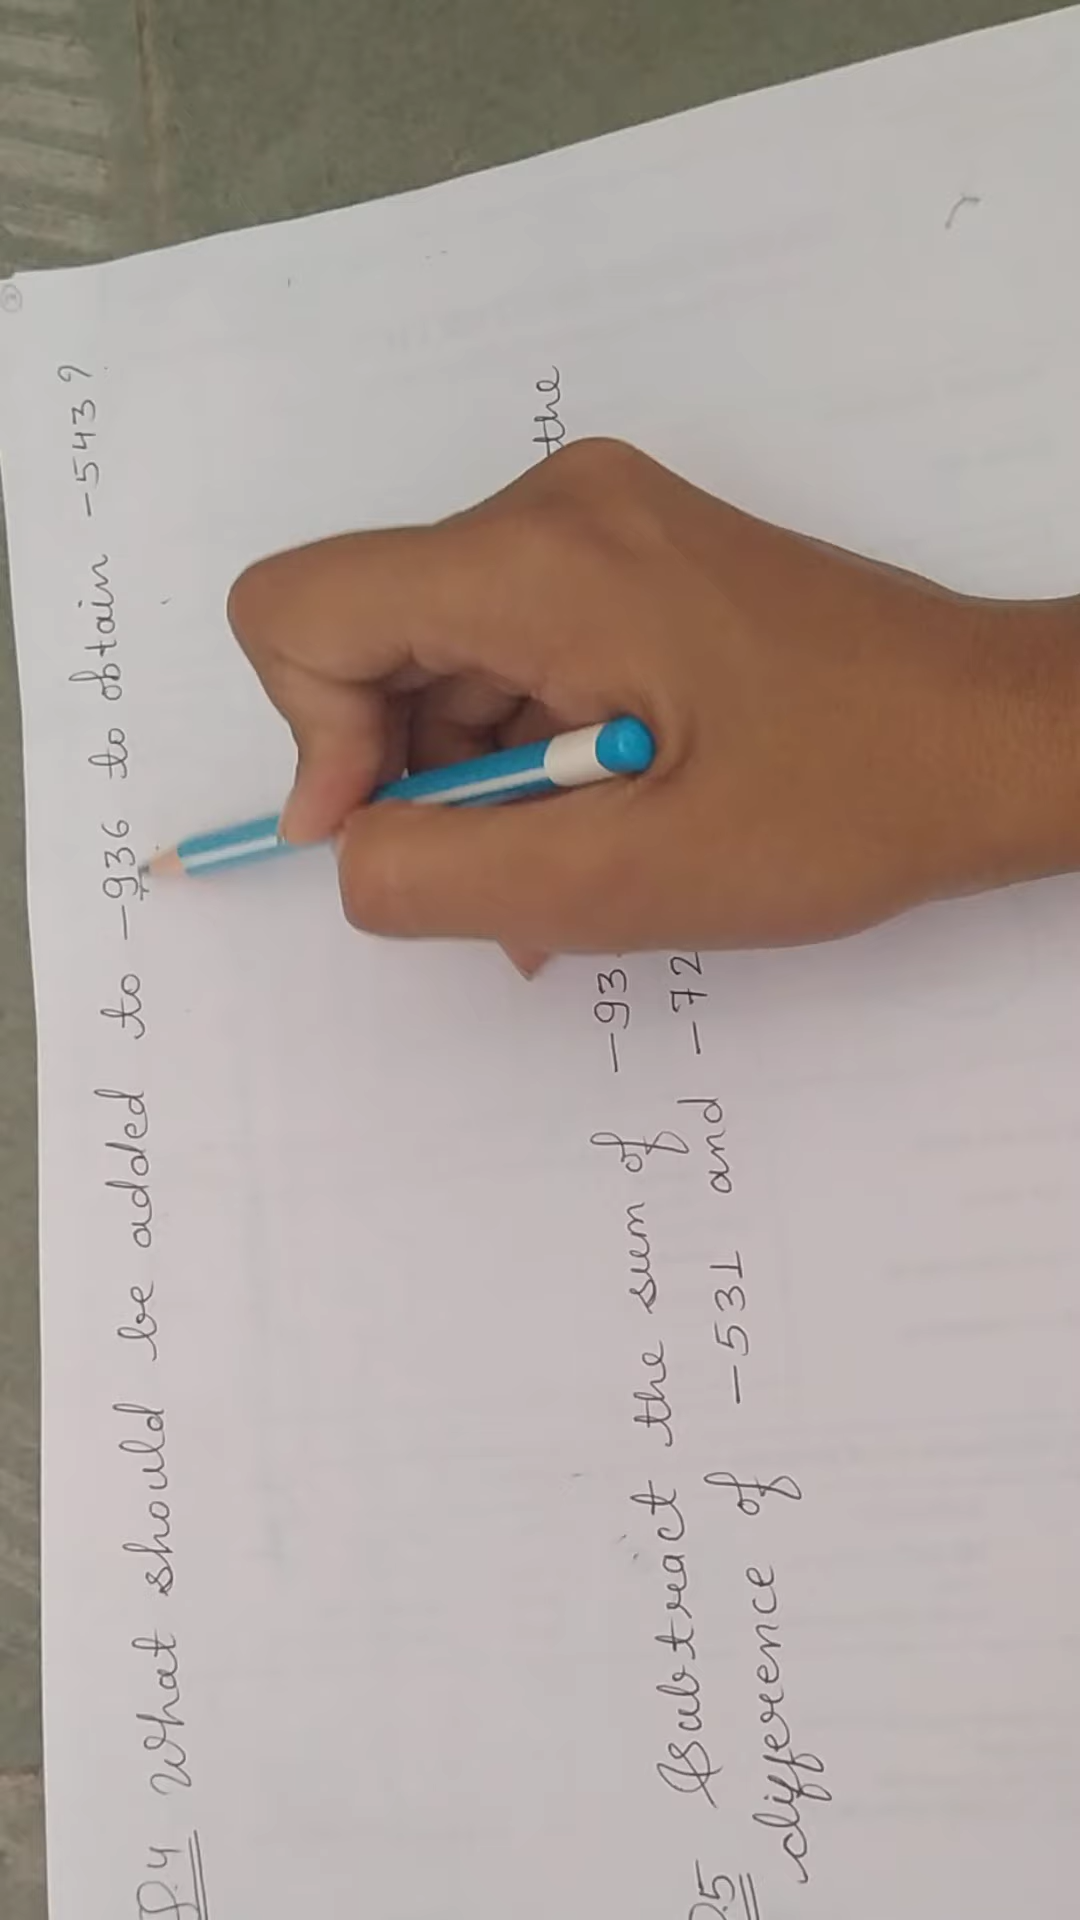 Q.4 What should be added to -936 to obtain -543?
Q.5 Subtract the sum of -93 the
difference of -531 and -72